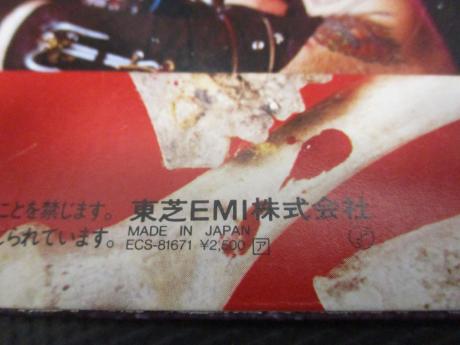 ことを禁じます。 東芝EMI株式会社
られています。 MADE IN JAPAN
ECS-81671 ¥2,500 ア